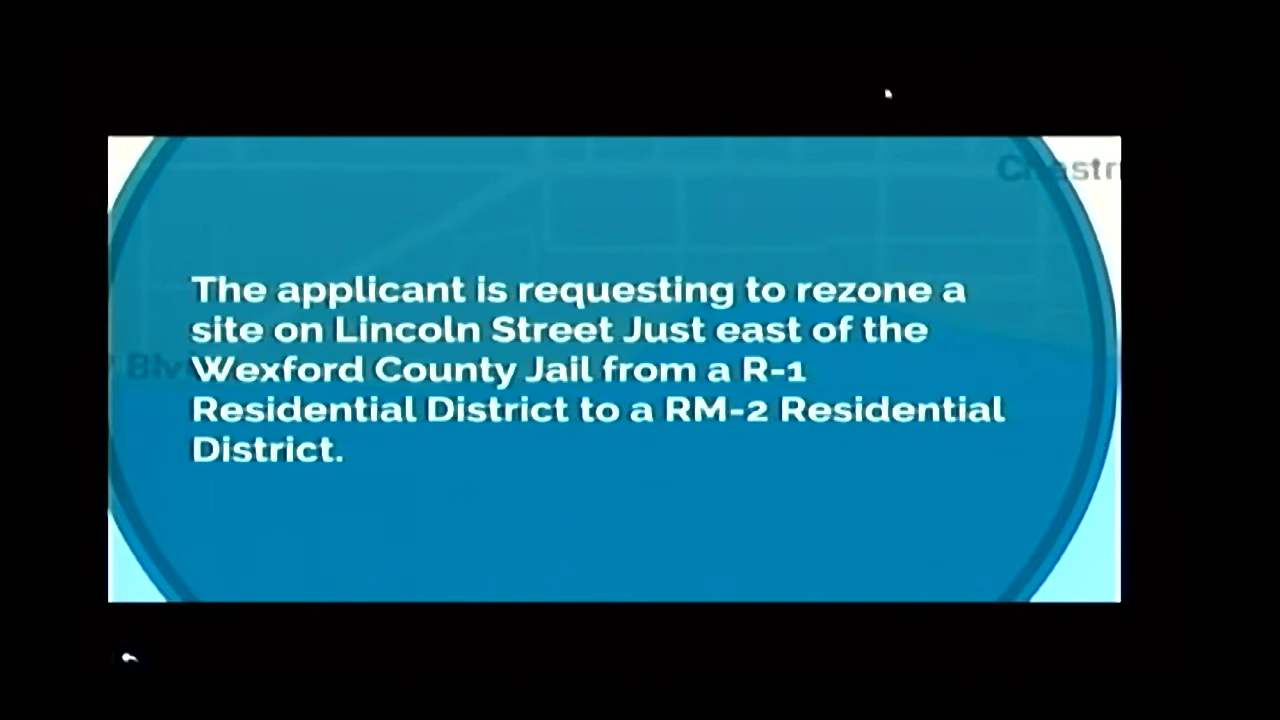 The applicant is requesting to rezone a
site on Lincoln Street Just east of the
Wexford County Jail from a R-1
Residential District to a RM-2 Residential
District.